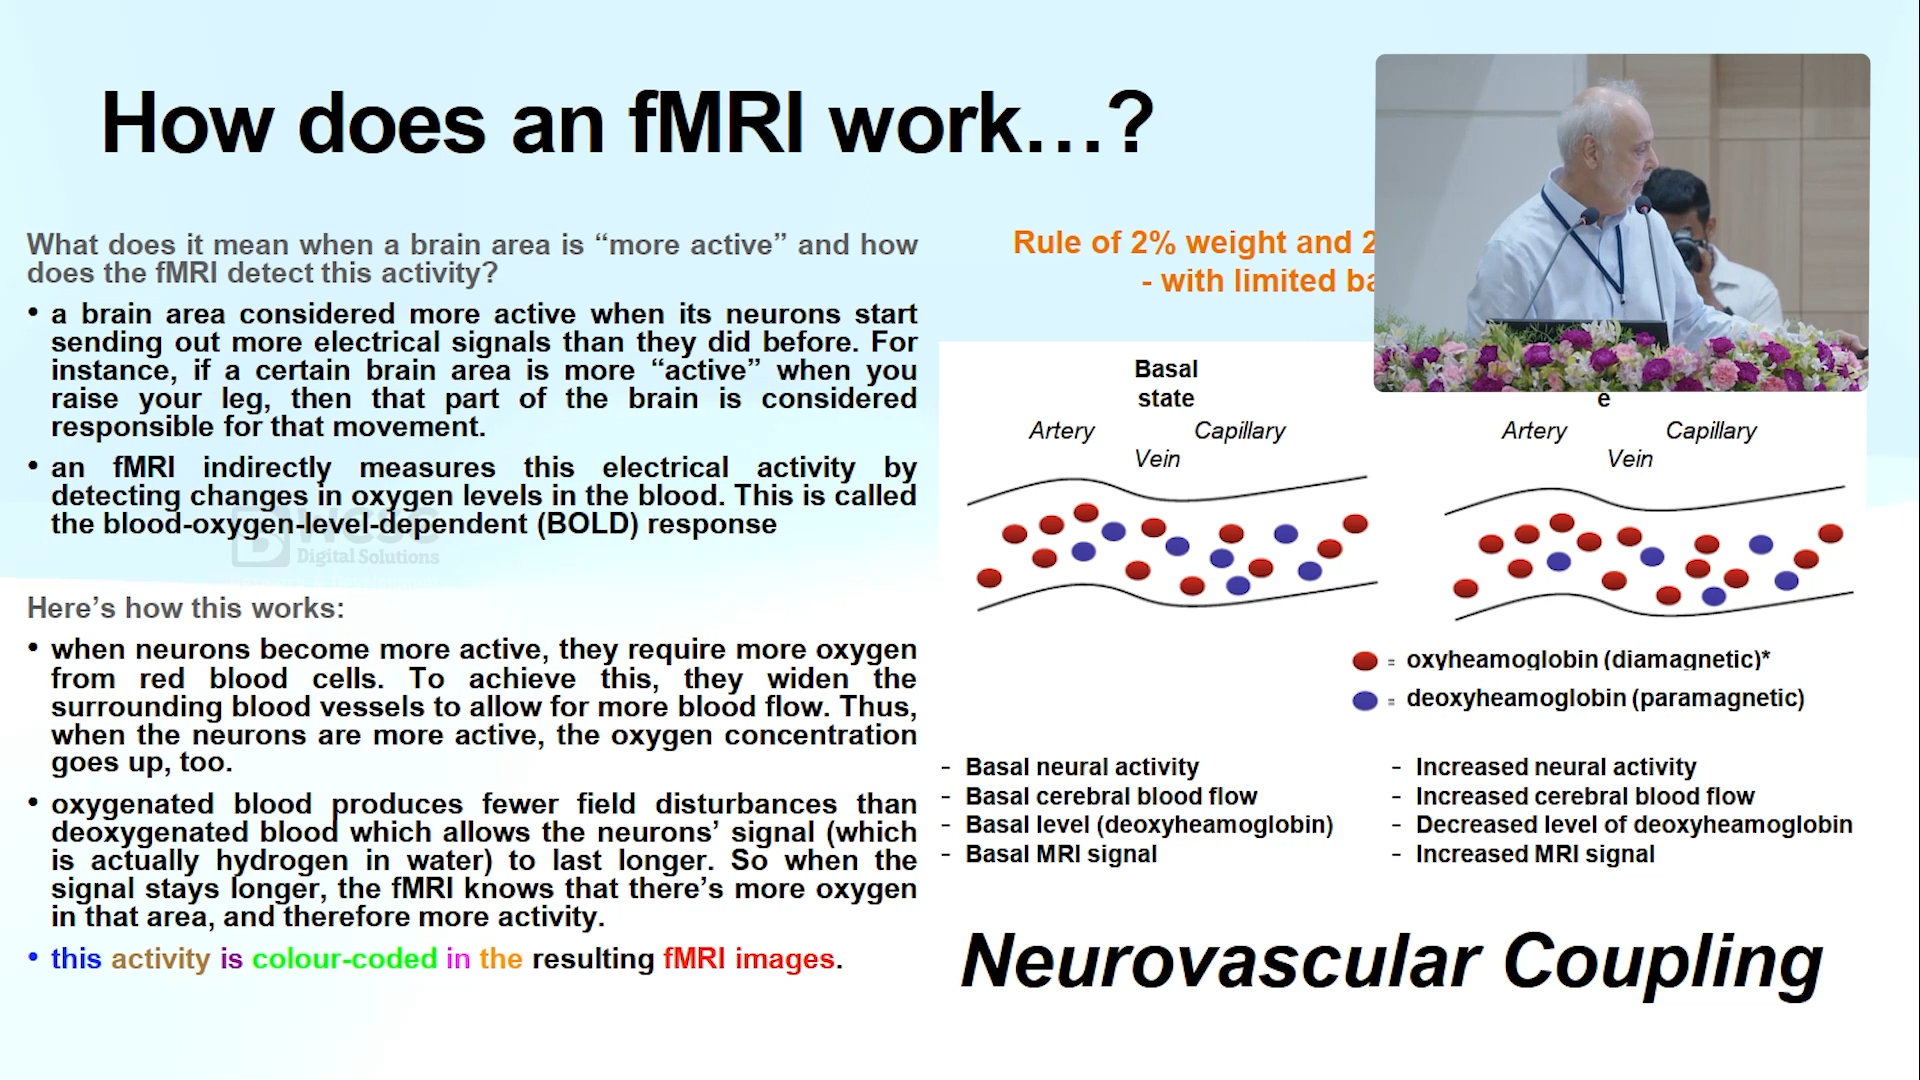 How does an fMRI work…?
What does it mean when a brain area is “more active” and how
does the fMRI detect this activity?
• a brain area considered more active when its neurons start
sending out more electrical signals than they did before. For
instance, if a certain brain area is more “active” when you
raise your leg, then that part of the brain is considered
responsible for that movement.
• an fMRI indirectly measures this electrical activity by
detecting changes in oxygen levels in the blood. This is called
the blood-oxygen-level-dependent (BOLD) response
WCSC
Digital Solutions
Here’s how this works:
• when neurons become more active, they require more oxygen
from red blood cells. To achieve this, they widen the
surrounding blood vessels to allow for more blood flow. Thus,
when the neurons are more active, the oxygen concentration
goes up, too.
• oxygenated blood produces fewer field disturbances than
deoxygenated blood which allows the neurons’ signal (which
is actually hydrogen in water) to last longer. So when the
signal stays longer, the fMRI knows that there’s more oxygen
in that area, and therefore more activity.
• this activity is colour-coded in the resulting fMRI images.
Rule of 2% weight and 2
- with limited ba
Basal
state
Artery Capillary
Vein
e
Artery Capillary
Vein
= oxyheamoglobin (diamagnetic)*
= deoxyheamoglobin (paramagnetic)
- Basal neural activity
- Basal cerebral blood flow
- Basal level (deoxyheamoglobin)
- Basal MRI signal
- Increased neural activity
- Increased cerebral blood flow
- Decreased level of deoxyheamoglobin
- Increased MRI signal
Neurovascular Coupling